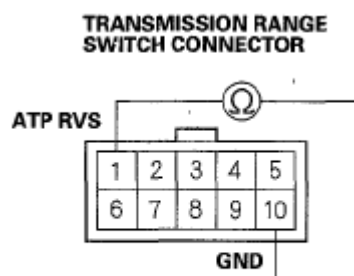 TRANSMISSION RANGE
SWITCH CONNECTOR
Ω
ATP RVS
1 2 3 4 5
6 7 8 9 10
GND